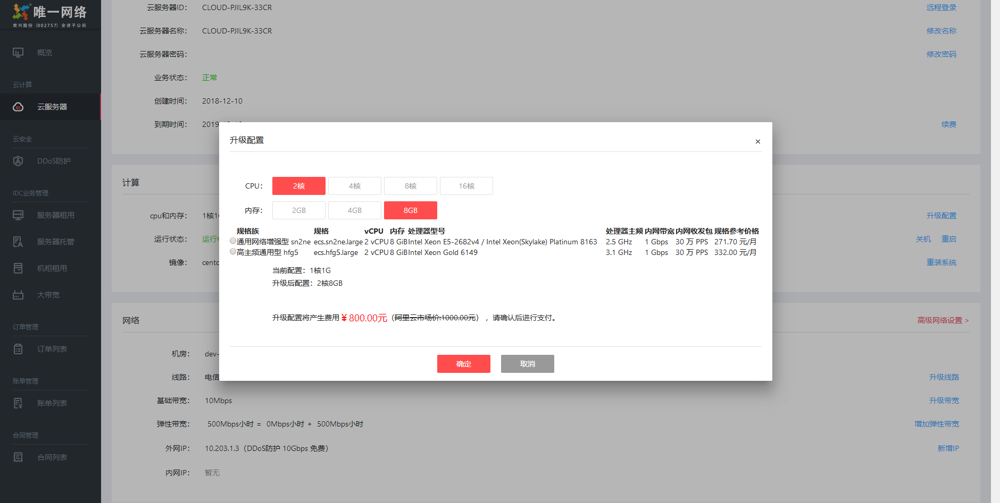 唯一网络
南兴股份（002757）全资子公司
概览
云计算
云服务器
云安全
DDoS防护
IDC业务管理
服务器租用
服务器托管
机柜租用
大带宽
订单管理
订单列表
账单管理
账单列表
合同管理
合同列表
云服务器ID： CLOUD-PJIL9K-33CR 远程登录
云服务器名称： CLOUD-PJIL9K-33CR 修改名称
云服务器密码： 修改密码
业务状态： 正常
创建时间： 2018-12-10
到期时间： 2019 续费
计算
cpu和内存： 1核1 升级配置
运行状态： 运行 关机 重启
镜像： cento 重装系统
升级配置 ×
CPU： 2核 4核 8核 16核
内存： 2GB 4GB 8GB
规格族 规格 vCPU 内存 处理器型号 处理器主频 内网带宽 内网收发包 规格参考价格
通用网络增强型 sn2ne ecs.sn2ne.large 2 vCPU 8 GiB Intel Xeon E5-2682v4 / Intel Xeon(Skylake) Platinum 8163 2.5 GHz 1 Gbps 30 万 PPS 271.70 元/月
高主频通用型 hfg5 ecs.hfg5.large 2 vCPU 8 GiB Intel Xeon Gold 6149 3.1 GHz 1 Gbps 30 万 PPS 332.00 元/月
当前配置：1核1G
升级后配置：2核8GB
升级配置将产生费用 ¥ 800.00元（阿里云市场价:1000.00元），请确认后进行支付。
确定 取消
网络 高级网络设置 >
机房： dev-
线路： 电信 升级线路
基础带宽： 10Mbps 升级带宽
弹性带宽： 500Mbps小时 = 0Mbps小时 + 500Mbps小时 增加弹性带宽
外网IP： 10.203.1.3（DDoS防护 10Gbps 免费） 新增IP
内网IP： 暂无